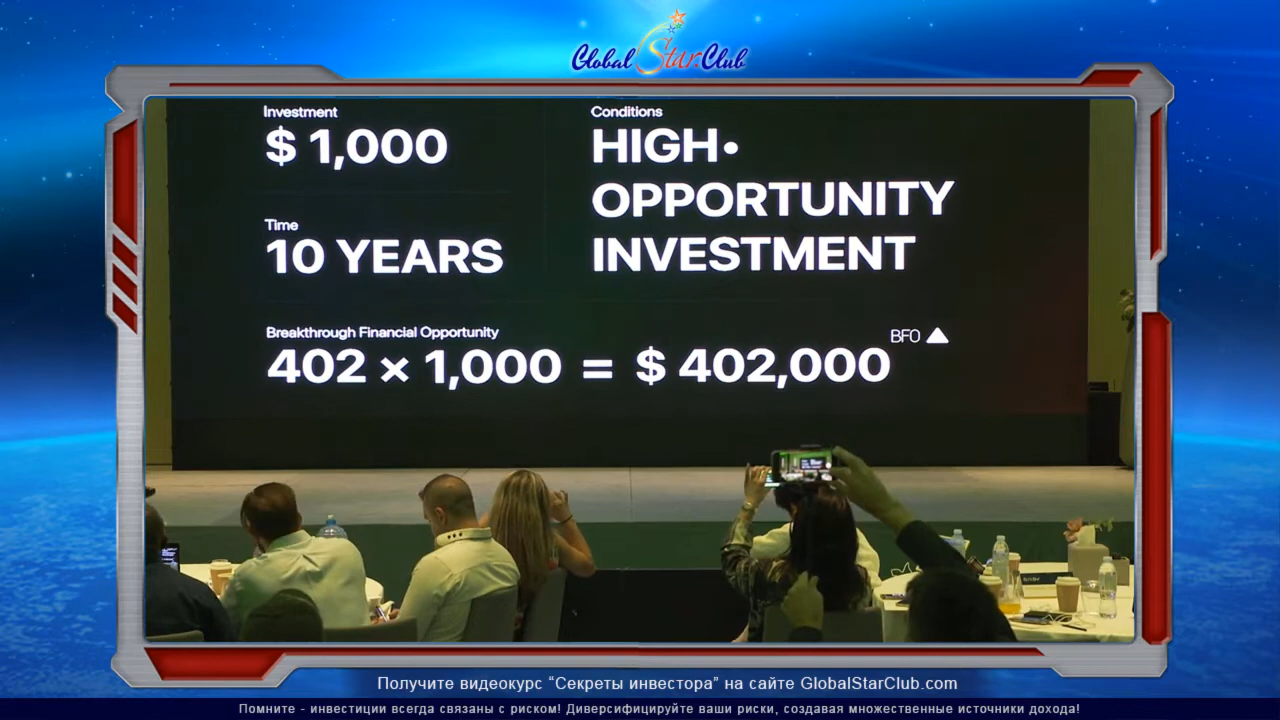 Global Star Club
Investment
$ 1,000
Conditions
HIGH•
OPPORTUNITY
INVESTMENT
Time
10 YEARS
Breakthrough Financial Opportunity
402 × 1,000 = $ 402,000
BFO ▲
Получите видеокурс “Секреты инвестора” на сайте GlobalStarClub.com
Помните - инвестиции всегда связаны с риском! Диверсифицируйте ваши риски, создавая множественные источники дохода!